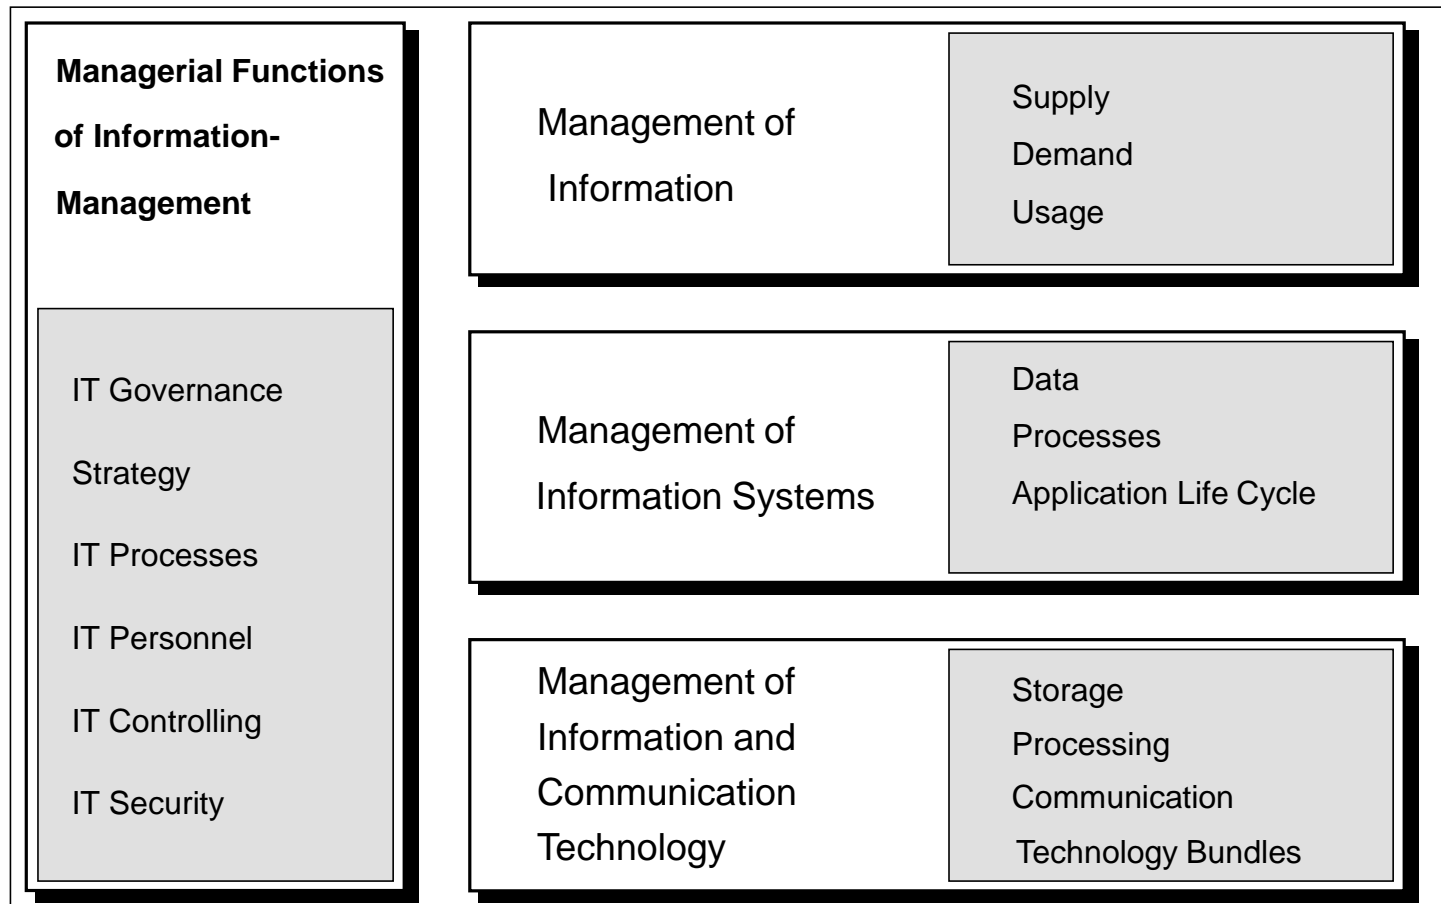 Managerial Functions
of Information-
Management
IT Governance
Strategy
IT Processes
IT Personnel
IT Controlling
IT Security
Management of
Information
Supply
Demand
Usage
Management of
Information Systems
Data
Processes
Application Life Cycle
Management of
Information and
Communication
Technology
Storage
Processing
Communication
Technology Bundles